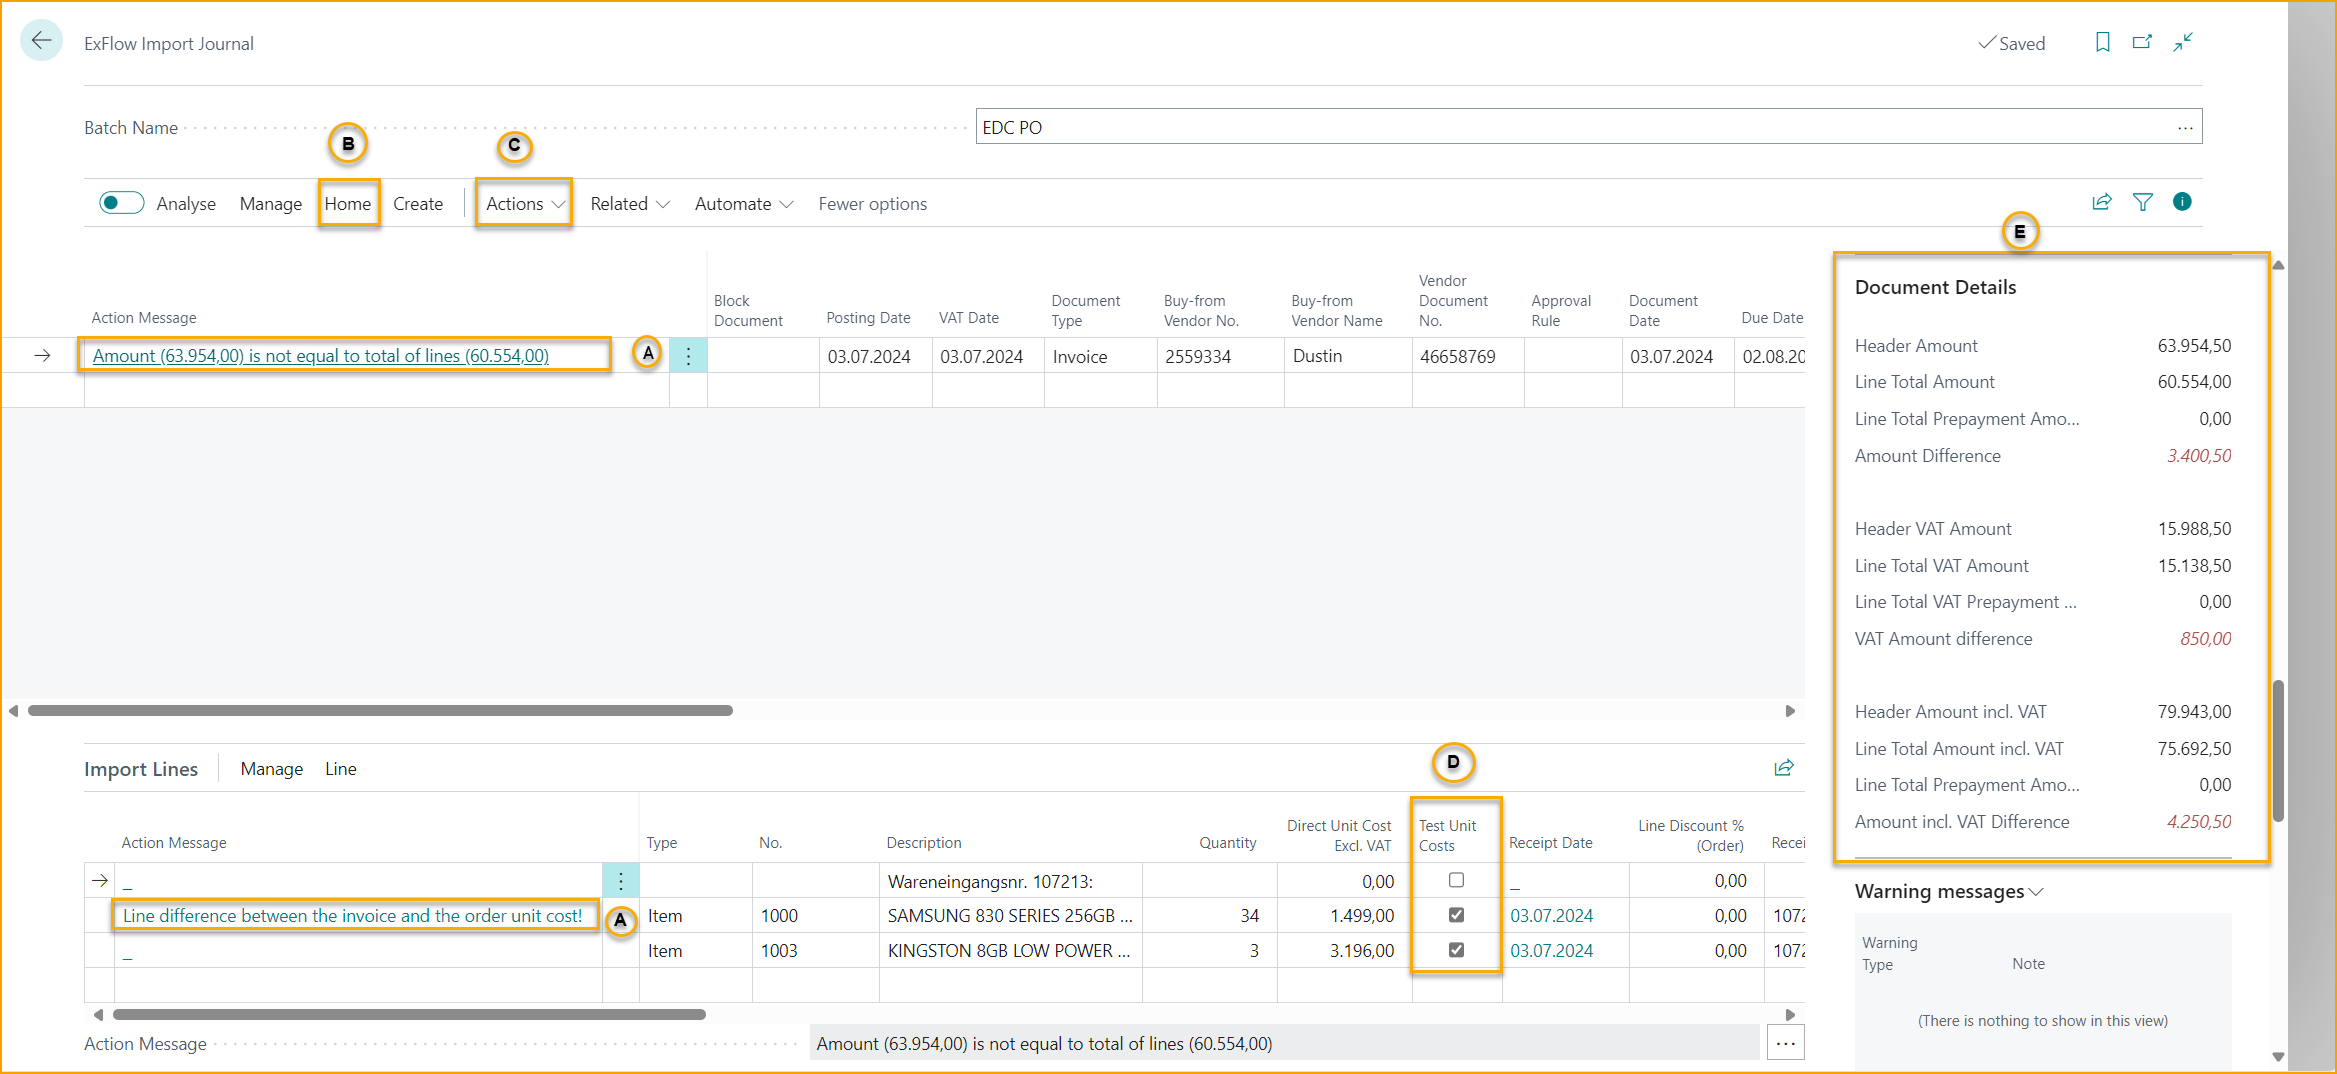 ExFlow Import Journal
Saved
Batch Name
EDC PO
B
C
Analyse Manage Home Create Actions Related Automate Fewer options
E
Action Message
Block Document
Posting Date
VAT Date
Document Type
Buy-from Vendor No.
Buy-from Vendor Name
Vendor Document No.
Approval Rule
Document Date
Due Date
Amount (63.954,00) is not equal to total of lines (60.554,00) A 03.07.2024 03.07.2024 Invoice 2559334 Dustin 46658769 03.07.2024 02.08.20
Document Details
Header Amount 63.954,50
Line Total Amount 60.554,00
Line Total Prepayment Amo... 0,00
Amount Difference 3.400,50
Header VAT Amount 15.988,50
Line Total VAT Amount 15.138,50
Line Total VAT Prepayment ... 0,00
VAT Amount difference 850,00
Header Amount incl. VAT 79.943,00
Line Total Amount incl. VAT 75.692,50
Line Total Prepayment Amo... 0,00
Amount incl. VAT Difference 4.250,50
Import Lines Manage Line
D
Action Message
Type
No.
Description
Quantity
Direct Unit Cost Excl. VAT
Test Unit Costs
Receipt Date
Line Discount % (Order)
Recei
_ Wareneingangsnr. 107213: 0,00 _ 0,00
Line difference between the invoice and the order unit cost! A Item 1000 SAMSUNG 830 SERIES 256GB ... 34 1.499,00 03.07.2024 0,00 1072
_ Item 1003 KINGSTON 8GB LOW POWER ... 3 3.196,00 03.07.2024 0,00 1072
Action Message Amount (63.954,00) is not equal to total of lines (60.554,00) ...
Warning messages
Warning Type
Note
(There is nothing to show in this view)